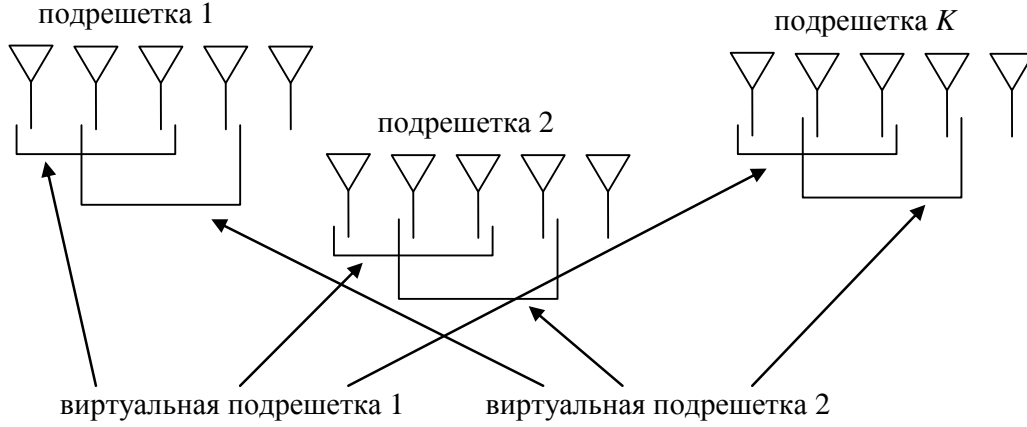 подрешетка 1
подрешетка K
подрешетка 2
виртуальная подрешетка 1
виртуальная подрешетка 2